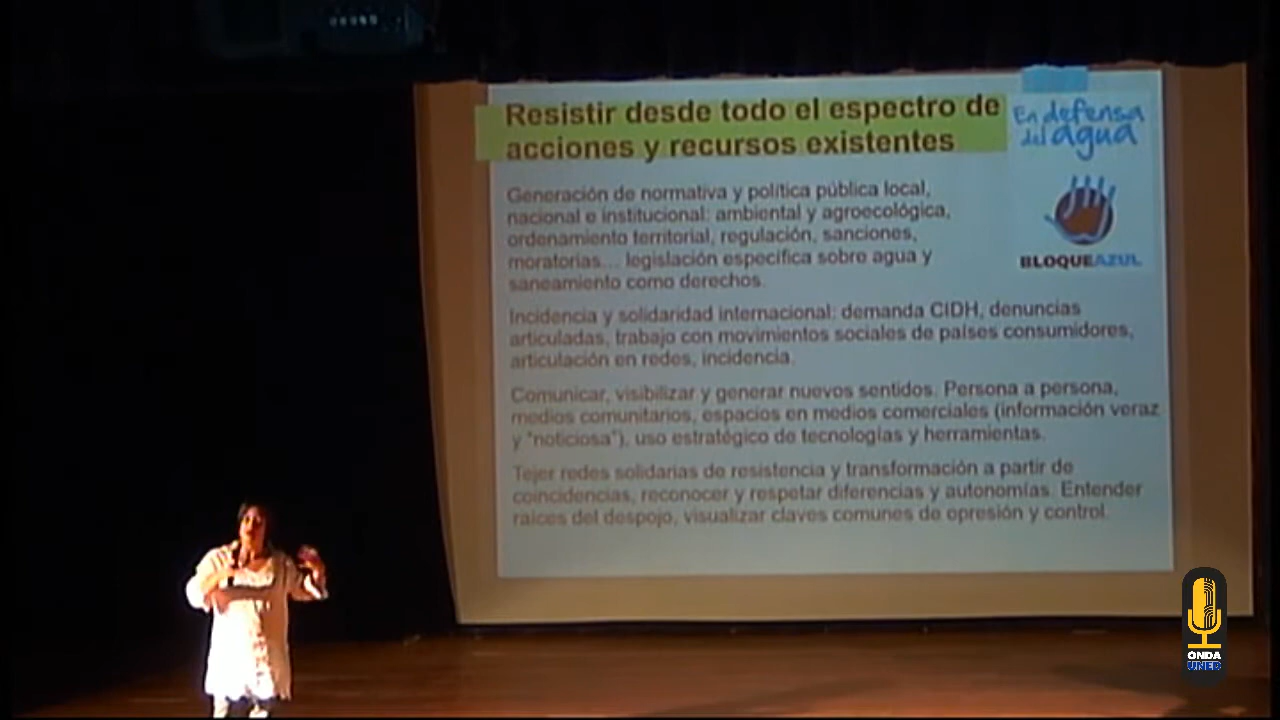 Resistir desde todo el espectro de
acciones y recursos existentes
En defensa
del agua
BLOQUEAZUL
Generación de normativa y política pública local,
nacional e institucional: ambiental y agroecológica,
ordenamiento territorial, regulación, sanciones,
moratorias... legislación específica sobre agua y
saneamiento como derechos.
Incidencia y solidaridad internacional: demanda CIDH, denuncias
articuladas, trabajo con movimientos sociales de países consumidores,
articulación en redes, incidencia.
Comunicar, visibilizar y generar nuevos sentidos. Persona a persona,
medios comunitarios, espacios en medios comerciales (información veraz
y "noticiosa"), uso estratégico de tecnologías y herramientas.
Tejer redes solidarias de resistencia y transformación a partir de
coincidencias, reconocer y respetar diferencias y autonomías. Entender
raíces del despojo, visualizar claves comunes de opresión y control.
ONDA
UNEB